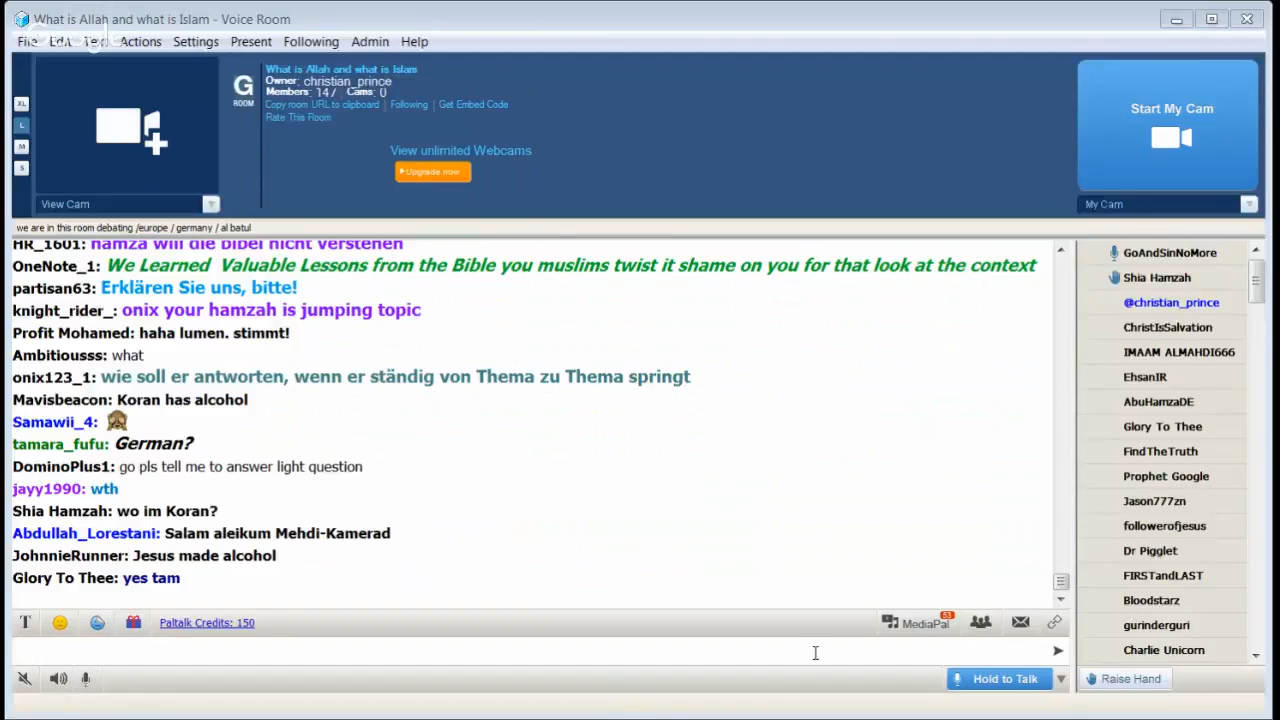 What is Allah and what is Islam - Voice Room
Google
File Edit Text Actions Settings Present Following Admin Help
XL
L
M
S
View Cam
G
ROOM
What is Allah and what is Islam
Owner: christian_prince
Members: 147 Cams: 0
Copy room URL to clipboard | Following | Get Embed Code
Rate This Room
View unlimited Webcams
Upgrade now
Start My Cam
My Cam
we are in this room debating /europe / germany / al batul
HR_1601: hamza will die bibel nicht verstehen
OneNote_1: We Learned Valuable Lessons from the Bible you muslims twist it shame on you for that look at the context
partisan63: Erklären Sie uns, bitte!
knight_rider_: onix your hamzah is jumping topic
Profit Mohamed: haha lumen. stimmt!
Ambitiousss: what
onix123_1: wie soll er antworten, wenn er ständig von Thema zu Thema springt
Mavisbeacon: Koran has alcohol
Samawii_4:
tamara_fufu: German?
DominoPlus1: go pls tell me to answer light question
jayy1990: wth
Shia Hamzah: wo im Koran?
Abdullah_Lorestani: Salam aleikum Mehdi-Kamerad
JohnnieRunner: Jesus made alcohol
Glory To Thee: yes tam
GoAndSinNoMore
Shia Hamzah
@christian_prince
ChristIsSalvation
IMAAM ALMAHDI666
EhsanIR
AbuHamzaDE
Glory To Thee
FindTheTruth
Prophet Google
Jason777zn
followerofjesus
Dr Pigglet
FIRSTandLAST
Bloodstarz
gurinderguri
Charlie Unicorn
T
Paltalk Credits: 150
MediaPal
53
Hold to Talk
Raise Hand